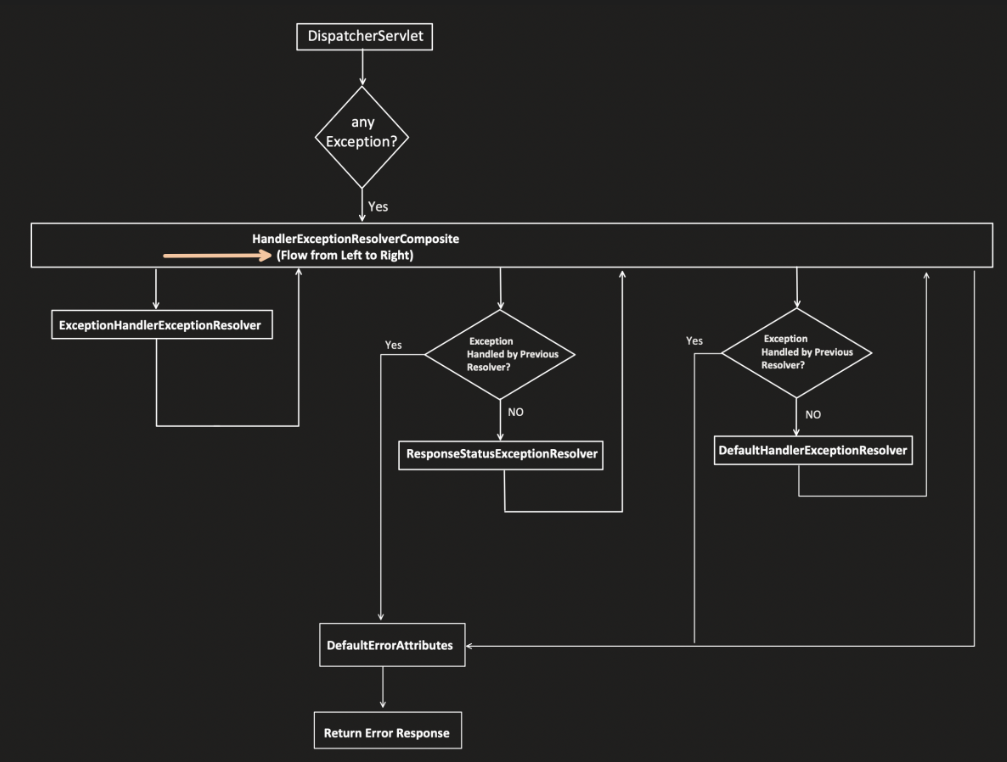 DispatcherServlet
any
Exception?
Yes
HandlerExceptionResolverComposite
(Flow from Left to Right)
ExceptionHandlerExceptionResolver
Yes
Exception
Handled by Previous
Resolver?
NO
ResponseStatusExceptionResolver
Yes
Exception
Handled by Previous
Resolver?
NO
DefaultHandlerExceptionResolver
DefaultErrorAttributes
Return Error Response